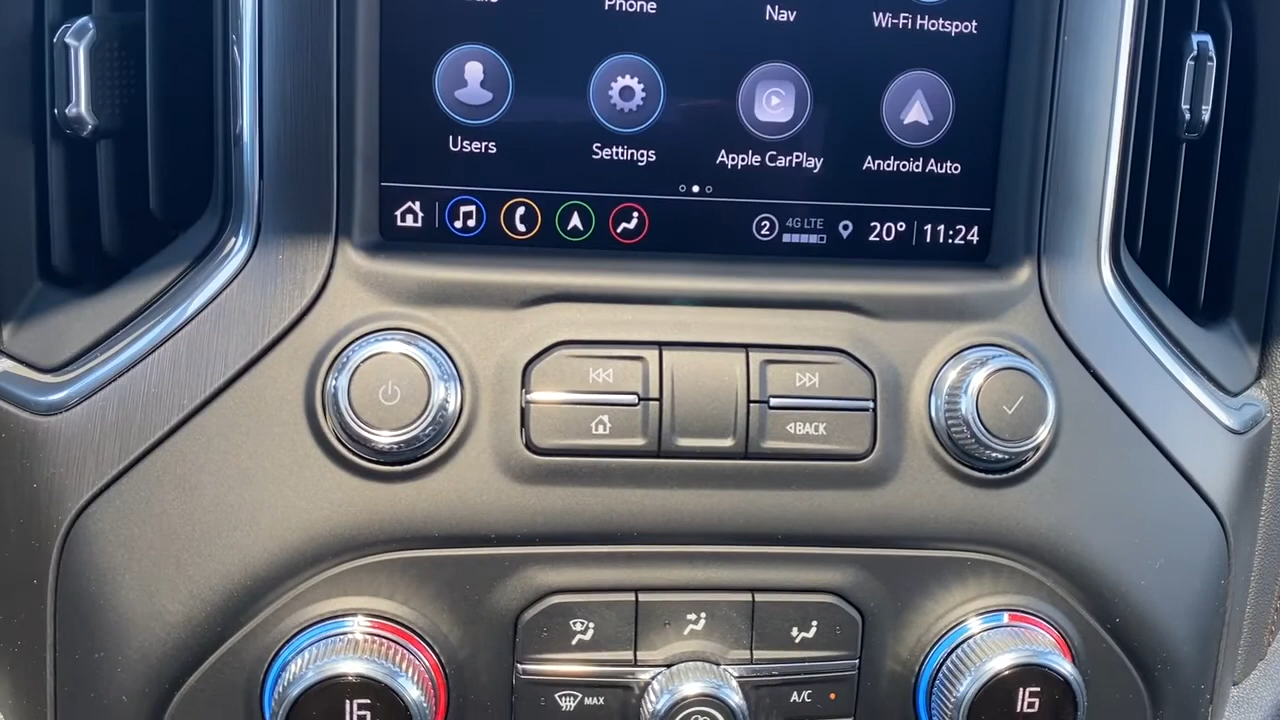 Phone
Nav
Wi-Fi Hotspot
Users
Settings
Apple CarPlay
Android Auto
2
4G LTE
20°
11:24
BACK
MAX
A/C
16
16